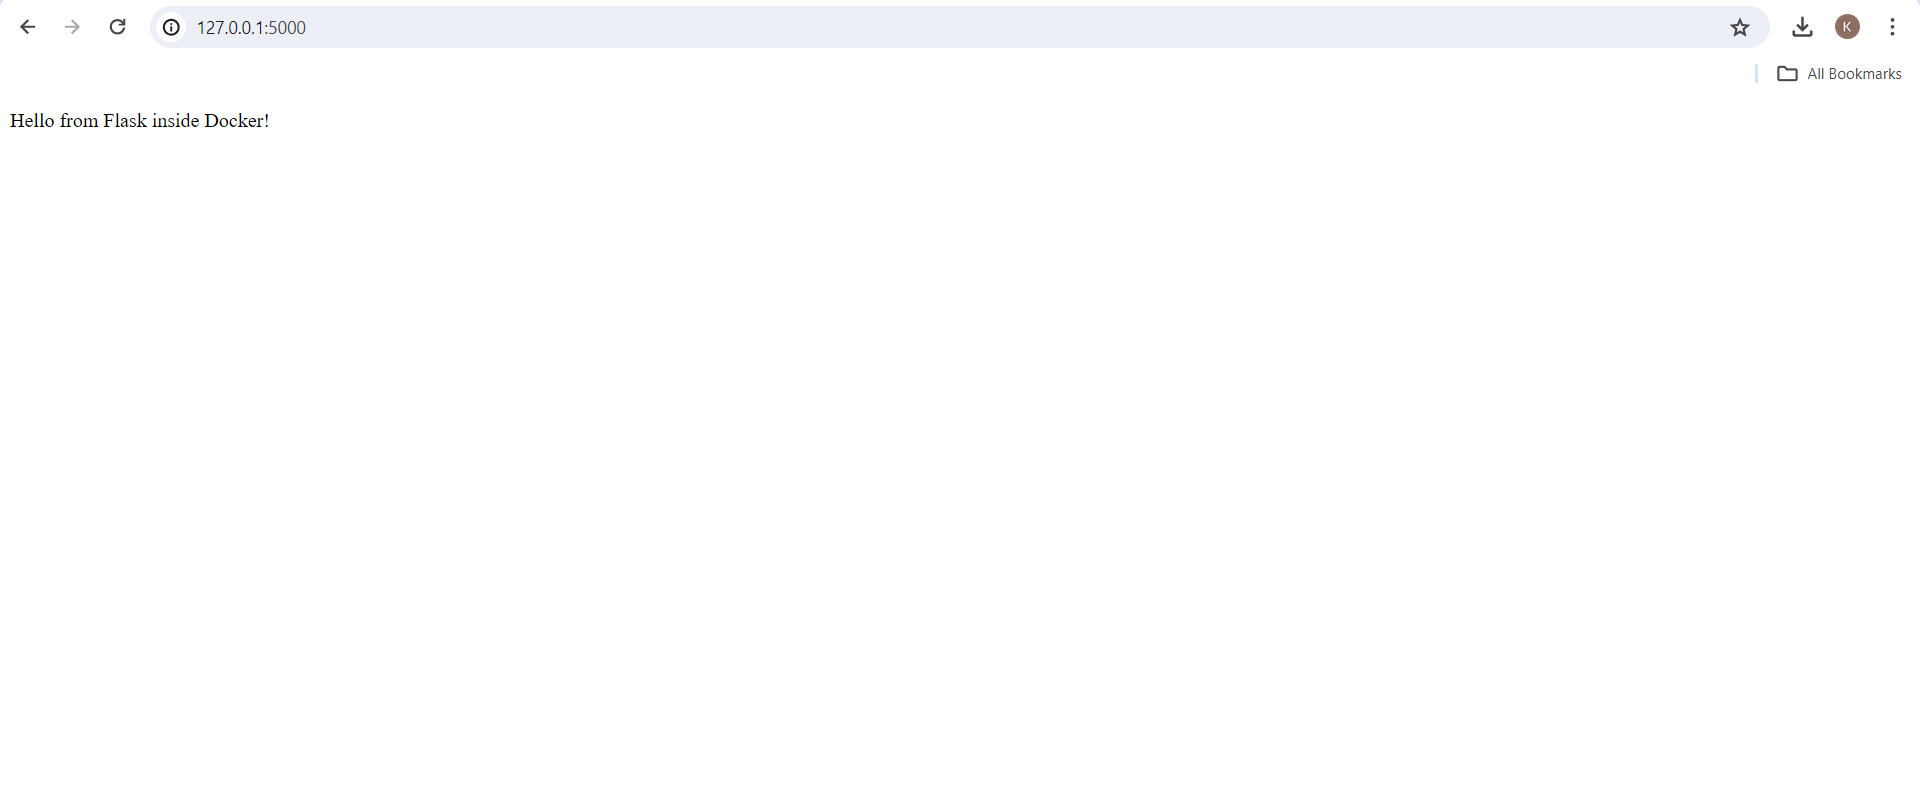 127.0.0.1:5000
K
All Bookmarks
Hello from Flask inside Docker!